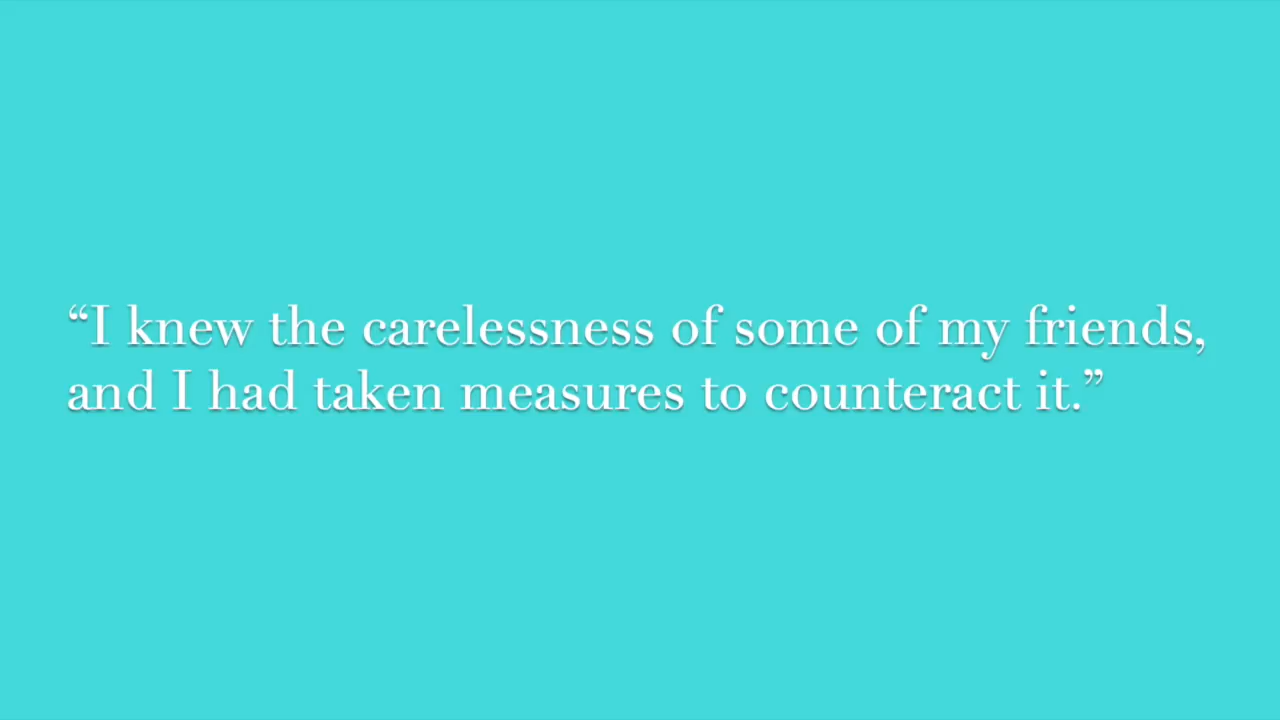 “I knew the carelessness of some of my friends,
and I had taken measures to counteract it.”